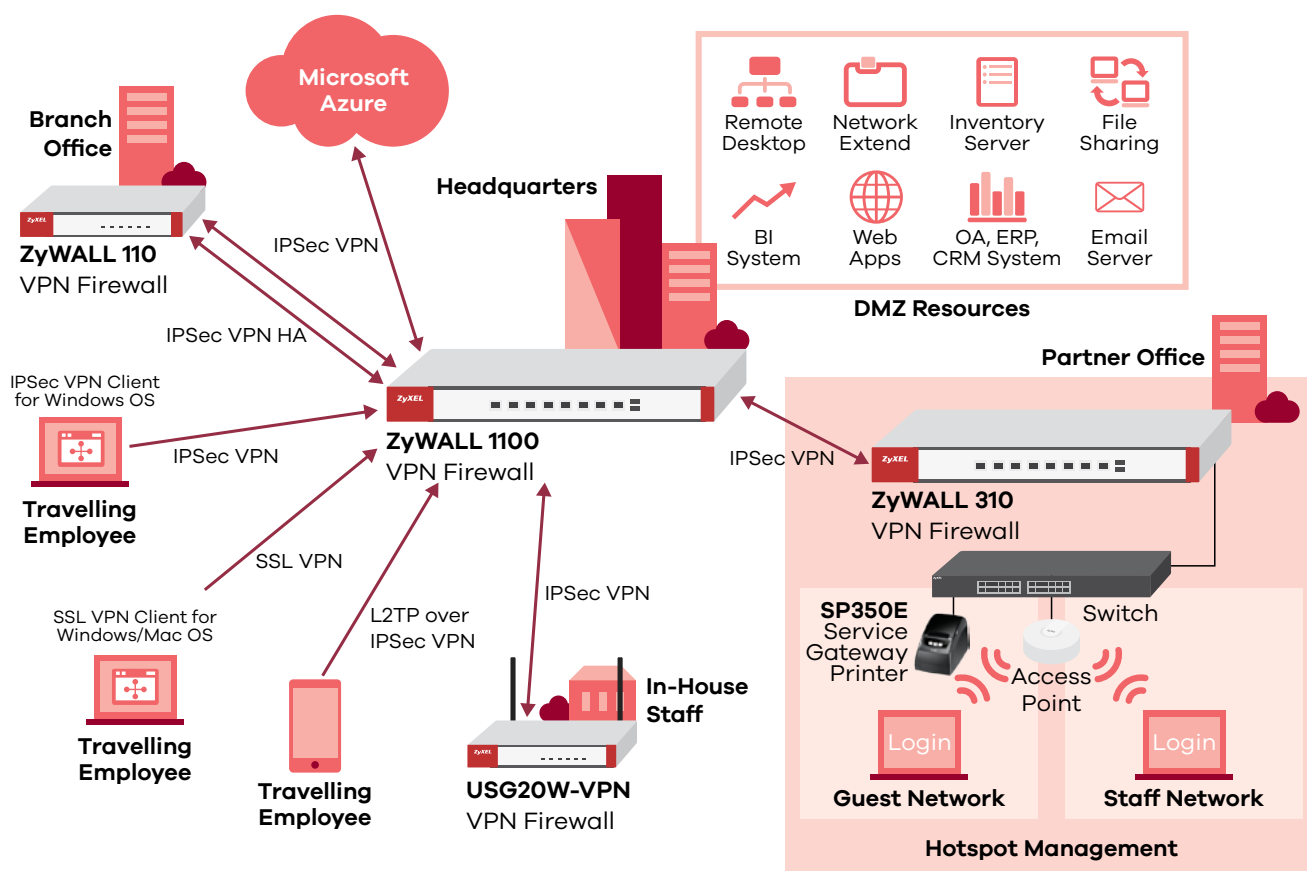 Microsoft
Azure
Branch
Office
ZyXEL
ZyWALL 110
VPN Firewall
IPSec VPN
IPSec VPN HA
Headquarters
Remote
Desktop
Network
Extend
Inventory
Server
File
Sharing
BI
System
Web
Apps
OA, ERP,
CRM System
Email
Server
DMZ Resources
IPSec VPN Client
for Windows OS
IPSec VPN
Travelling
Employee
ZyXEL
ZyWALL 1100
VPN Firewall
SSL VPN
SSL VPN Client for
Windows/Mac OS
Travelling
Employee
L2TP over
IPSec VPN
Travelling
Employee
IPSec VPN
In-House
Staff
ZyXEL
USG20W-VPN
VPN Firewall
IPSec VPN
Partner Office
ZyXEL
ZyWALL 310
VPN Firewall
Switch
SP350E
Service
Gateway
Printer
Access
Point
Login
Guest Network
Login
Staff Network
Hotspot Management